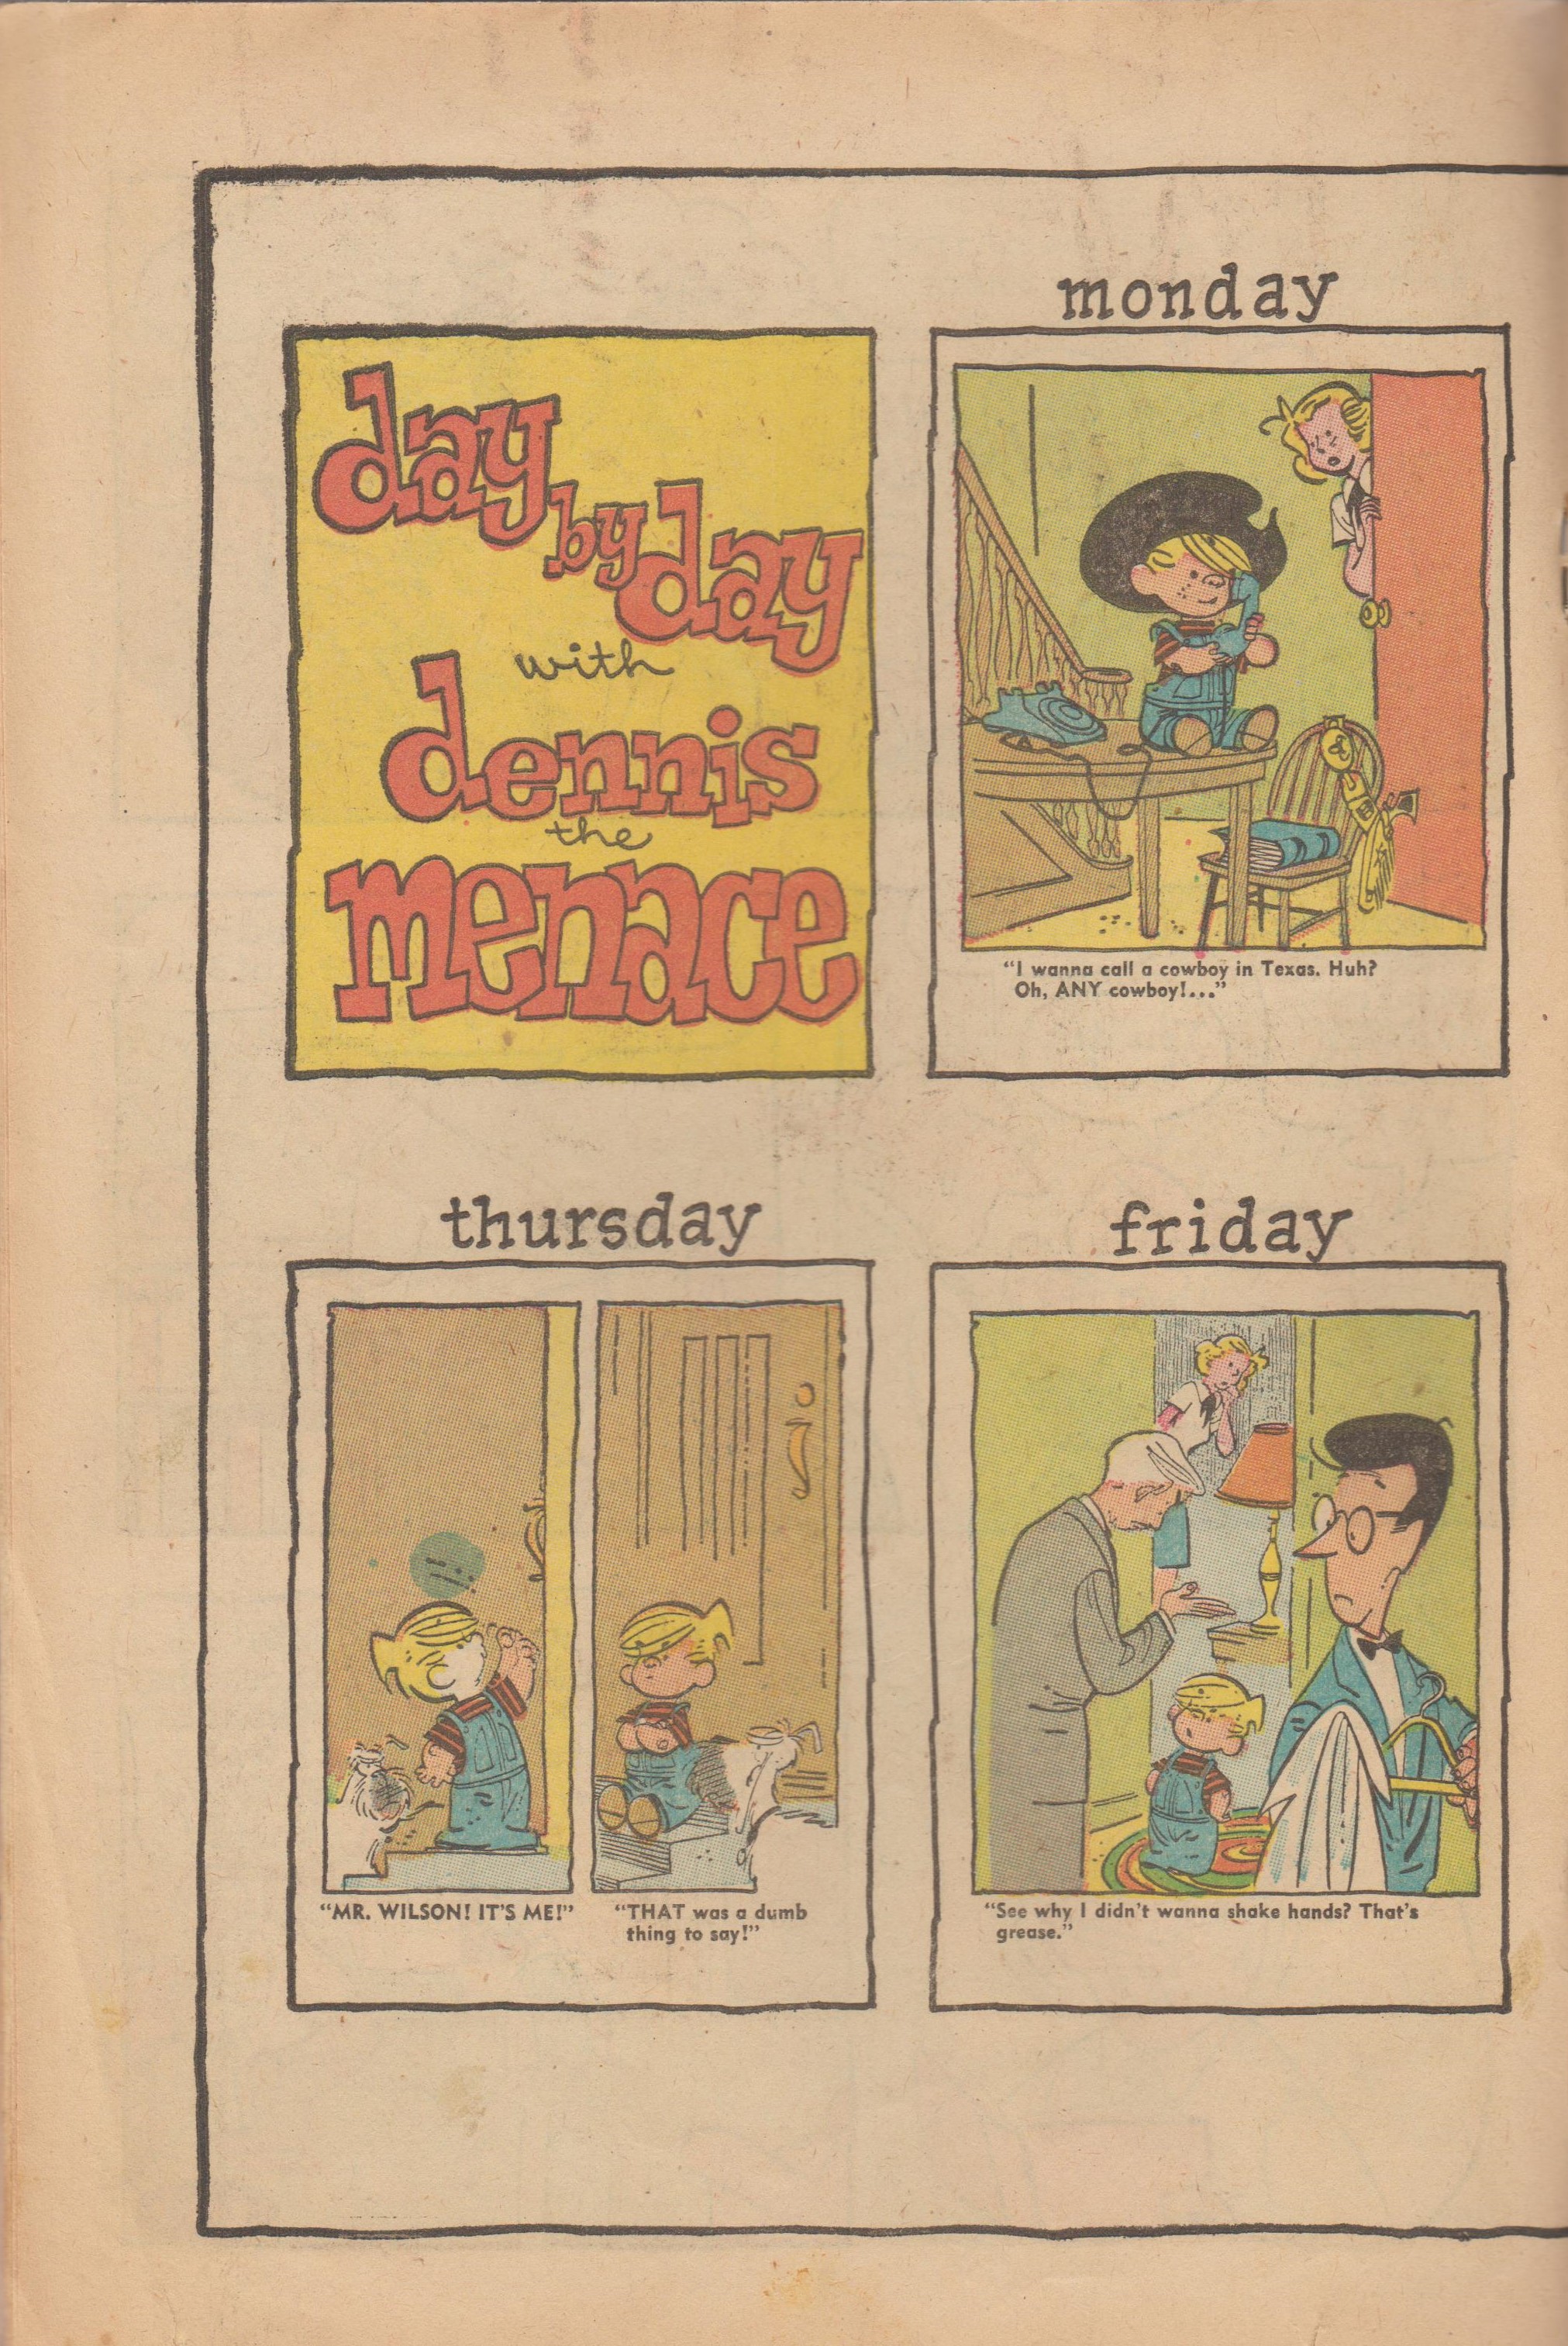 day
by day
with
dennis
the
menace
monday
"I wanna call a cowboy in Texas. Huh?
Oh, ANY cowboy!..."
thursday
"MR. WILSON! IT'S ME!"
"THAT was a dumb
thing to say!"
friday
"See why I didn't wanna shake hands? That's
grease."